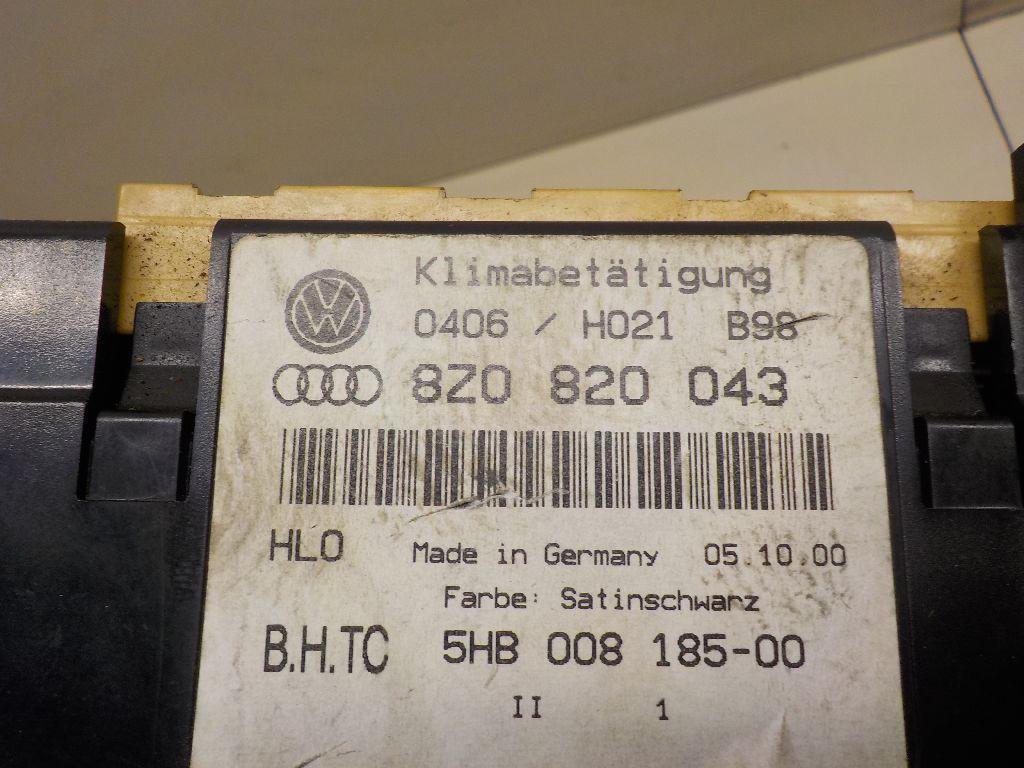 Klimabetätigung
0406 / H021 B98
8Z0 820 043
HLO Made in Germany 05.10.00
Farbe: Satinschwarz
B.H.TC 5HB 008 185-00
II 1